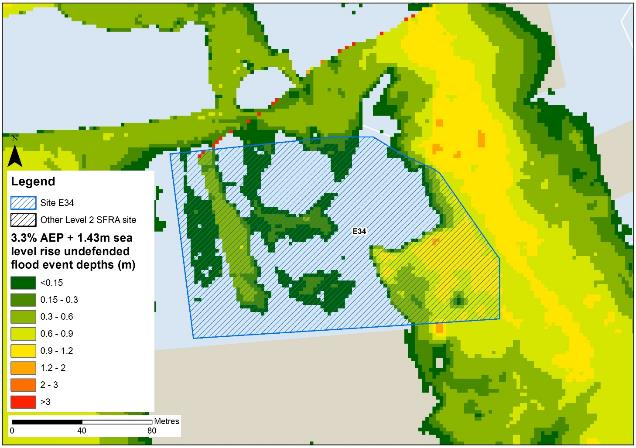 E34
Legend
Site E34
Other Level 2 SFRA site
3.3% AEP + 1.43m sea
level rise undefended
flood event depths (m)
<0.15
0.15 - 0.3
0.3 - 0.6
0.6 - 0.9
0.9 - 1.2
1.2 - 2
2 - 3
>3
Metres
0 40 80